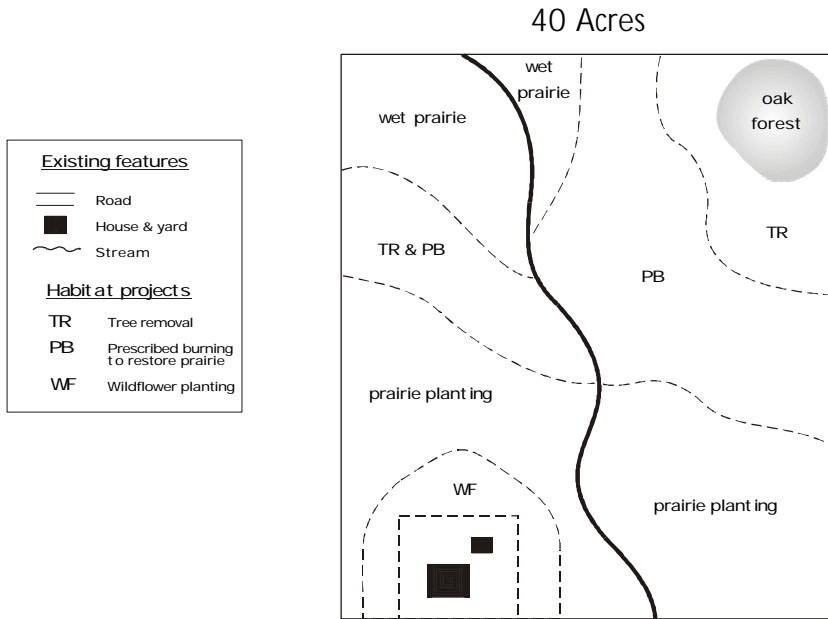 40 Acres
Existing features
Road
House & yard
Stream
Habitat projects
TR Tree removal
PB Prescribed burning
to restore prairie
WF Wildflower planting
wet
prairie
oak
forest
wet prairie
TR & PB
TR
PB
prairie planting
WF
prairie planting